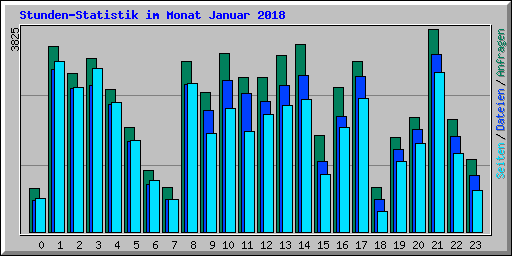 Stunden-Statistik im Monat Januar 2018
3825
Seiten/Dateien/Anfragen
0 1 2 3 4 5 6 7 8 9 10 11 12 13 14 15 16 17 18 19 20 21 22 23